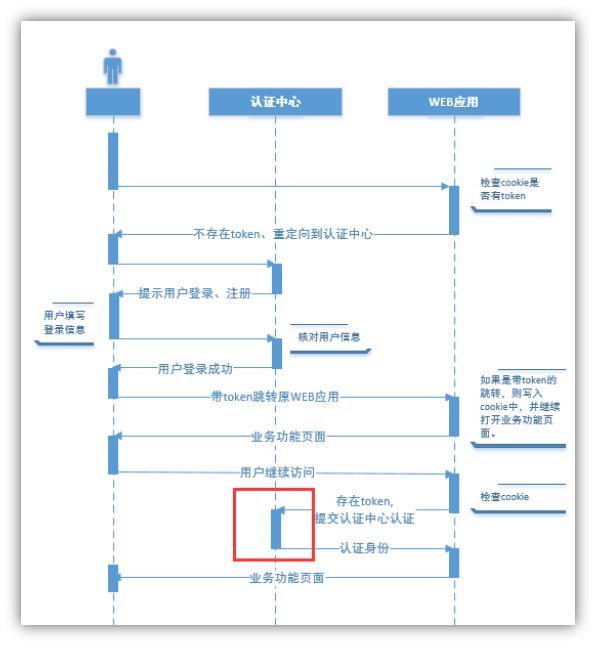 认证中心
WEB应用
检查cookie是
否有token
不存在token、重定向到认证中心
提示用户登录、注册
用户填写
登录信息
核对用户信息
用户登录成功
如果是带token的
跳转，则写入
cookie中，并继续
打开业务功能页
面。
带token跳转原WEB应用
业务功能页面
用户继续访问
检查cookie
存在token,
提交认证中心认证
认证身份
业务功能页面